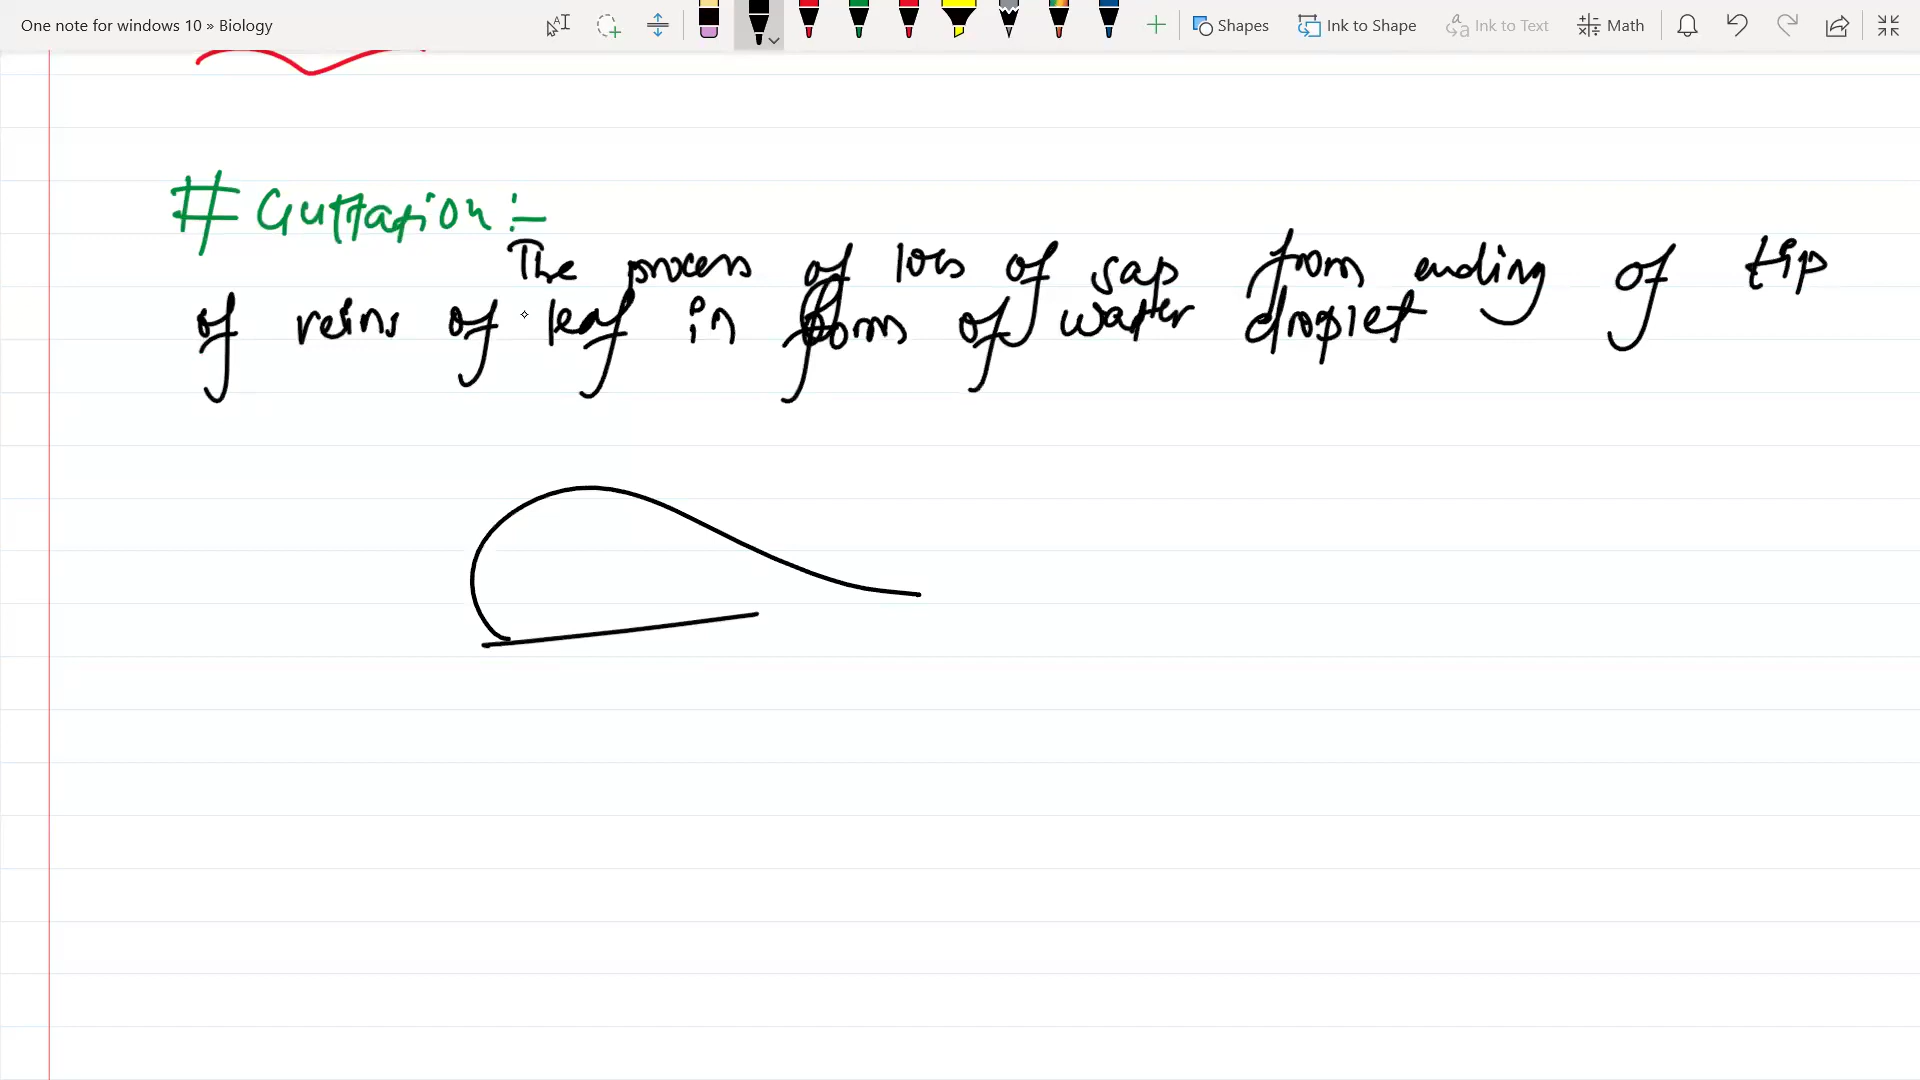 One note for windows 10 » Biology
Shapes
Ink to Shape
Ink to Text
Math
# Guttation :-
The process of loss of sap from ending of tip
of veins of leaf in form of water droplet